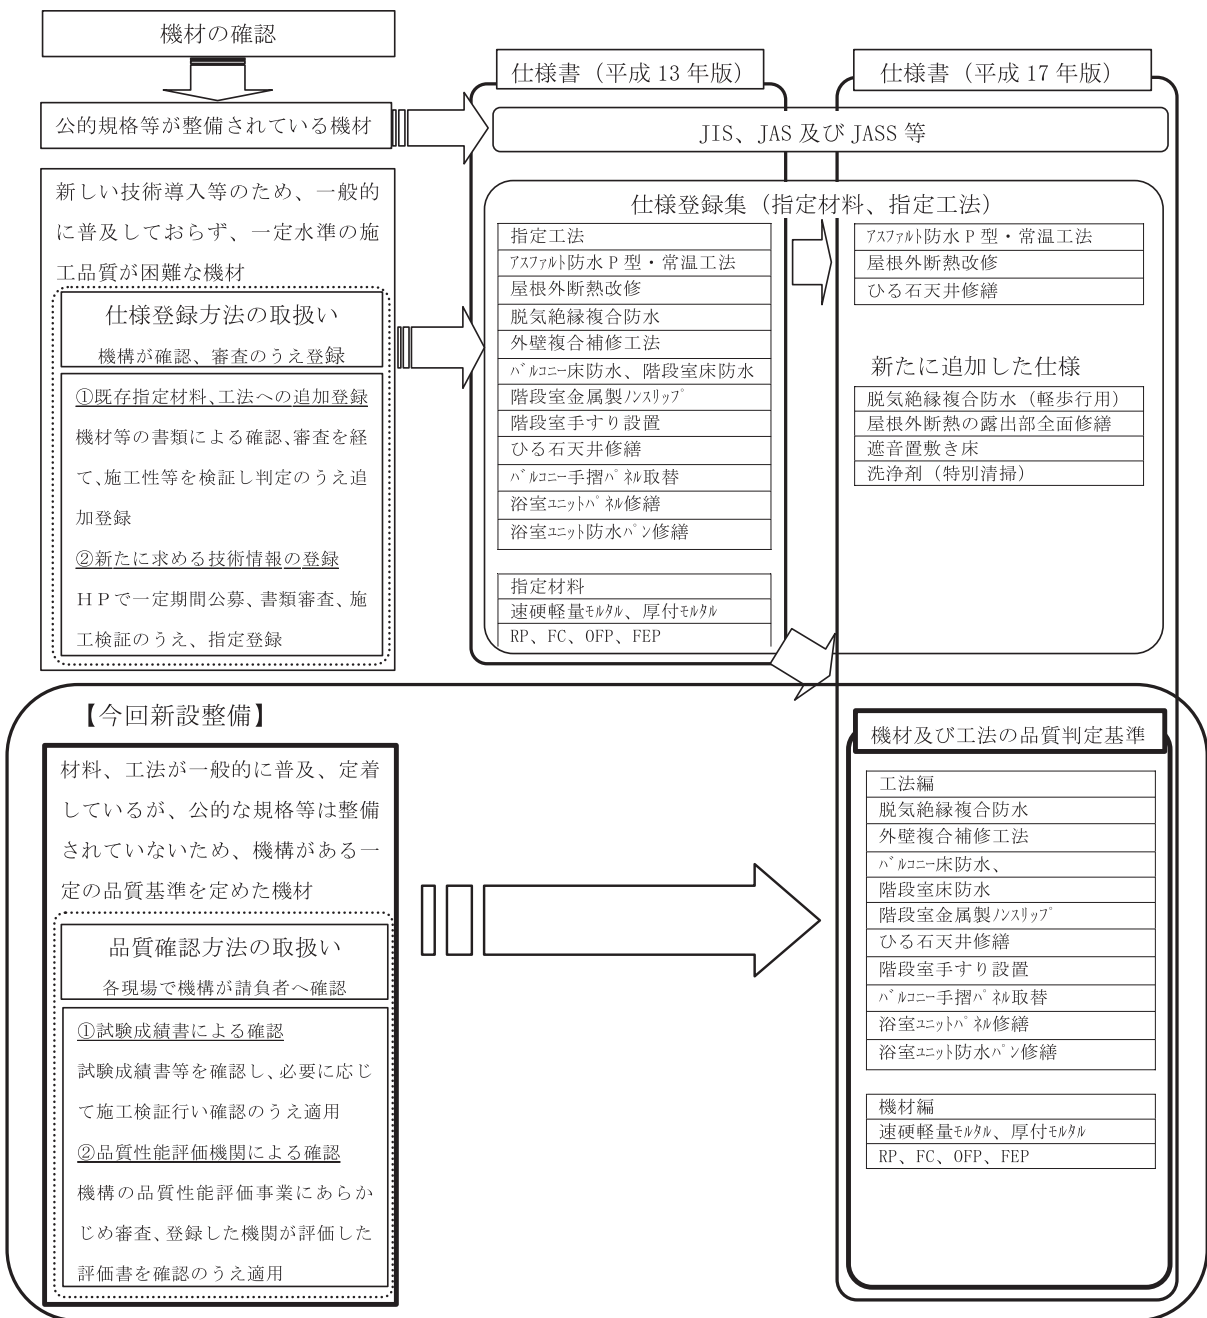 機材の確認
公的規格等が整備されている機材
新しい技術導入等のため、一般的
に普及しておらず、一定水準の施
工品質が困難な機材
仕様登録方法の取扱い
機構が確認、審査のうえ登録
①既存指定材料、工法への追加登録
機材等の書類による確認、審査を経
て、施工性等を検証し判定のうえ追
加登録
②新たに求める技術情報の登録
ＨＰで一定期間公募、書類審査、施
工検証のうえ、指定登録
仕様書（平成 13 年版）
仕様書（平成 17 年版）
JIS、JAS 及び JASS 等
仕様登録集（指定材料、指定工法）
指定工法
ｱｽﾌｧﾙﾄ防水 P 型・常温工法
屋根外断熱改修
脱気絶縁複合防水
外壁複合補修工法
ﾊﾞﾙｺﾆｰ床防水、階段室床防水
階段室金属製ﾉﾝｽﾘｯﾌﾟ
階段室手すり設置
ひる石天井修繕
ﾊﾞﾙｺﾆｰ手摺ﾊﾟﾈﾙ取替
浴室ﾕﾆｯﾄﾊﾟﾈﾙ修繕
浴室ﾕﾆｯﾄ防水ﾊﾟﾝ修繕
指定材料
速硬軽量ﾓﾙﾀﾙ、厚付ﾓﾙﾀﾙ
RP、FC、OFP、FEP
ｱｽﾌｧﾙﾄ防水 P 型・常温工法
屋根外断熱改修
ひる石天井修繕
新たに追加した仕様
脱気絶縁複合防水（軽歩行用）
屋根外断熱の露出部全面修繕
遮音置敷き床
洗浄剤（特別清掃）
【今回新設整備】
材料、工法が一般的に普及、定着
しているが、公的な規格等は整備
されていないため、機構がある一
定の品質基準を定めた機材
品質確認方法の取扱い
各現場で機構が請負者へ確認
①試験成績書による確認
試験成績書等を確認し、必要に応じ
て施工検証行い確認のうえ適用
②品質性能評価機関による確認
機構の品質性能評価事業にあらか
じめ審査、登録した機関が評価した
評価書を確認のうえ適用
機材及び工法の品質判定基準
工法編
脱気絶縁複合防水
外壁複合補修工法
ﾊﾞﾙｺﾆｰ床防水、
階段室床防水
階段室金属製ﾉﾝｽﾘｯﾌﾟ
ひる石天井修繕
階段室手すり設置
ﾊﾞﾙｺﾆｰ手摺ﾊﾟﾈﾙ取替
浴室ﾕﾆｯﾄﾊﾟﾈﾙ修繕
浴室ﾕﾆｯﾄ防水ﾊﾟﾝ修繕
機材編
速硬軽量ﾓﾙﾀﾙ、厚付ﾓﾙﾀﾙ
RP、FC、OFP、FEP